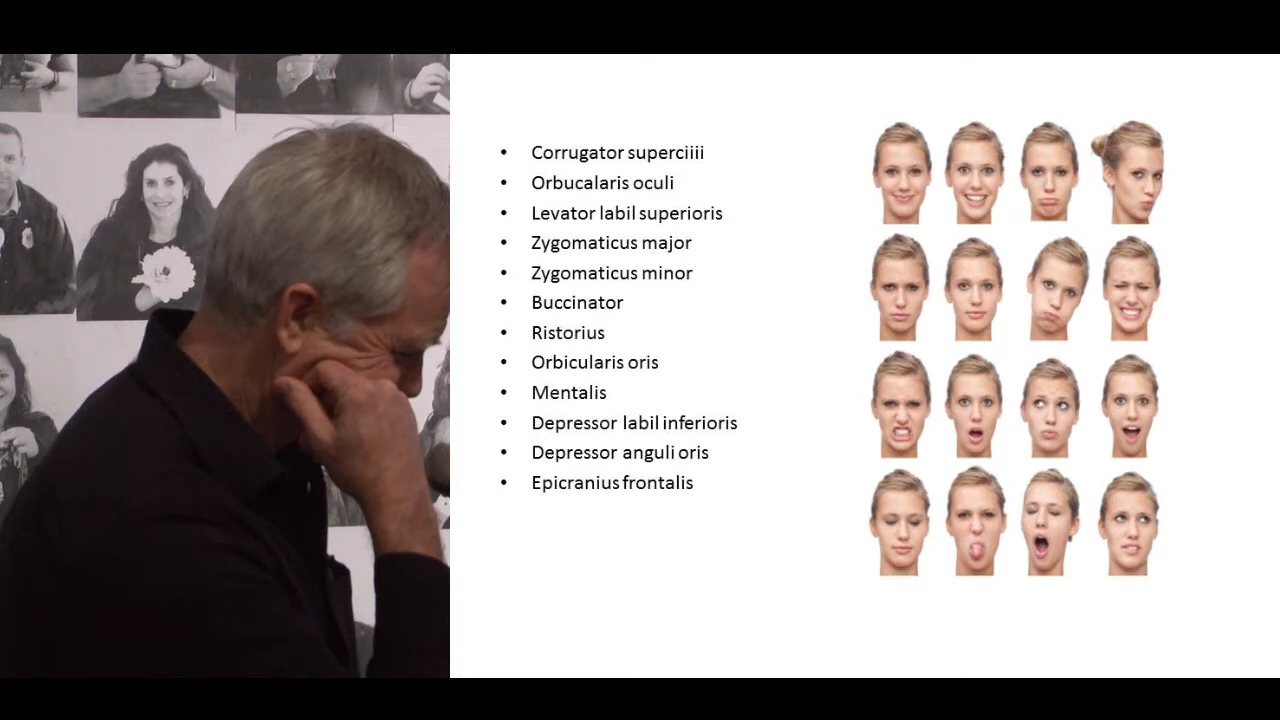 • Corrugator superciiii
• Orbucalaris oculi
• Levator labil superioris
• Zygomaticus major
• Zygomaticus minor
• Buccinator
• Ristorius
• Orbicularis oris
• Mentalis
• Depressor labil inferioris
• Depressor anguli oris
• Epicranius frontalis